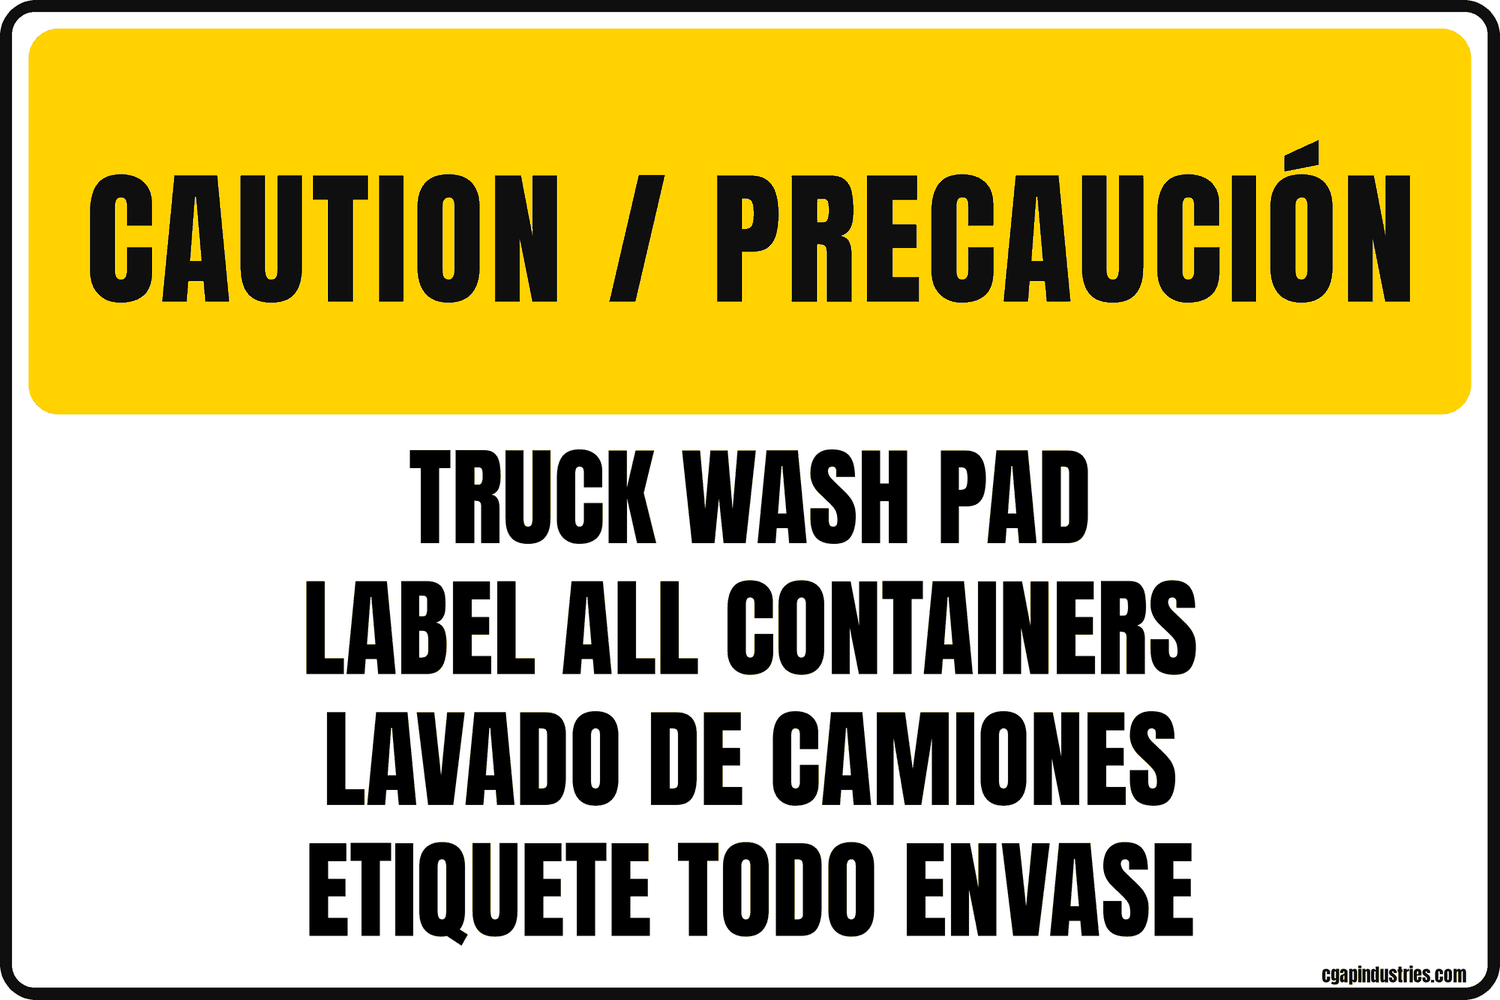 CAUTION / PRECAUCIÓN
TRUCK WASH PAD
LABEL ALL CONTAINERS
LAVADO DE CAMIONES
ETIQUETE TODO ENVASE
cgapindustries.com